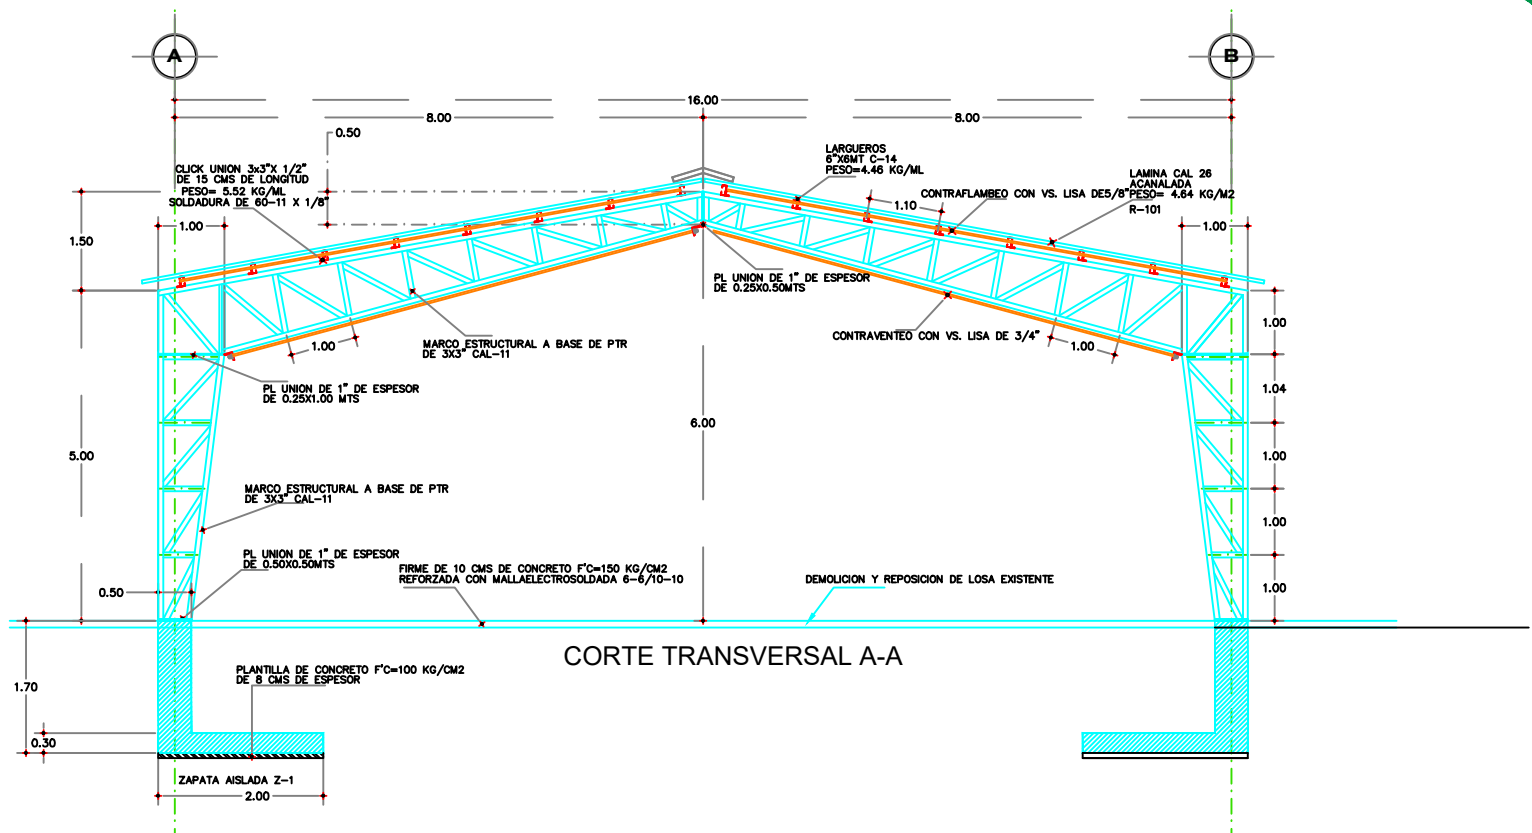 A
B
16.00
8.00
8.00
0.50
CLICK UNION 3x3"X 1/2"
DE 15 CMS DE LONGITUD
PESO= 5.52 KG/ML
SOLDADURA DE 60-11 X 1/8"
LARGUEROS
6"X6MT C-14
PESO=4.46 KG/ML
LAMINA CAL 26
ACANALADA
PESO= 4.64 KG/M2
R-101
CONTRAFLAMBEO CON VS. LISA DE5/8"
1.10
1.00
1.00
1.50
PL UNION DE 1" DE ESPESOR
DE 0.25X0.50MTS
CONTRAVENTEO CON VS. LISA DE 3/4"
1.00
1.00
1.00
MARCO ESTRUCTURAL A BASE DE PTR
DE 3X3" CAL-11
PL UNION DE 1" DE ESPESOR
DE 0.25X1.00 MTS
1.04
6.00
5.00
1.00
MARCO ESTRUCTURAL A BASE DE PTR
DE 3X3" CAL-11
1.00
PL UNION DE 1" DE ESPESOR
DE 0.50X0.50MTS
FIRME DE 10 CMS DE CONCRETO F'C=150 KG/CM2
REFORZADA CON MALLAELECTROSOLDADA 6-6/10-10
DEMOLICION Y REPOSICION DE LOSA EXISTENTE
0.50
1.00
CORTE TRANSVERSAL A-A
PLANTILLA DE CONCRETO F'C=100 KG/CM2
DE 8 CMS DE ESPESOR
1.70
0.30
ZAPATA AISLADA Z-1
2.00